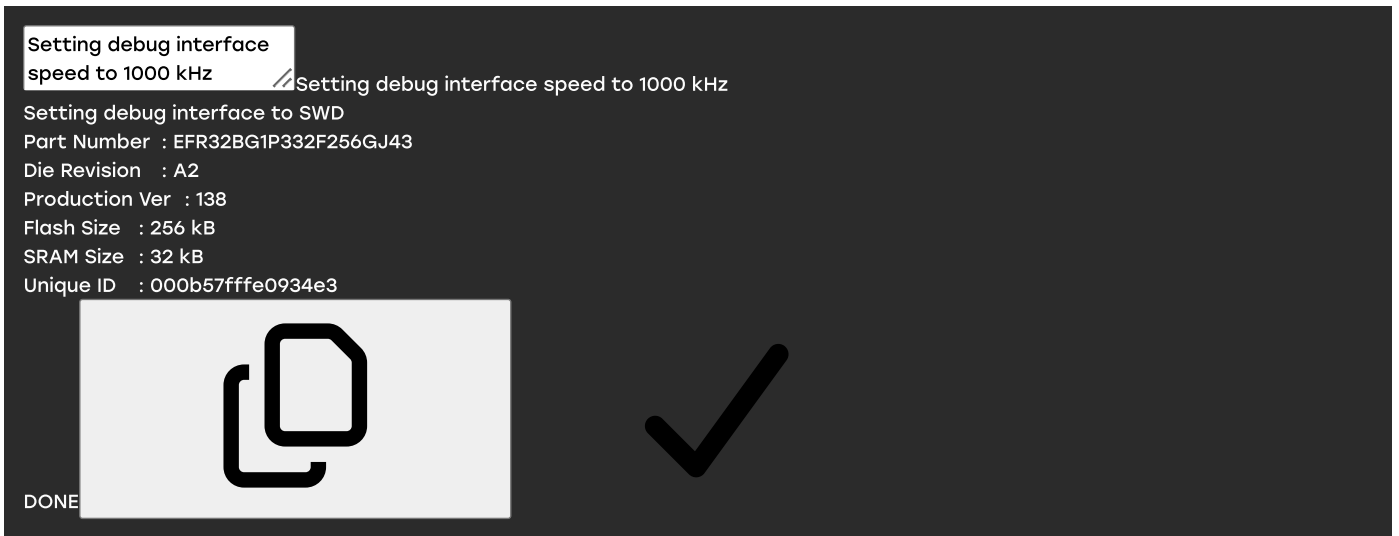 Setting debug interface
speed to 1000 kHz
Setting debug interface speed to 1000 kHz
Setting debug interface to SWD
Part Number : EFR32BG1P332F256GJ43
Die Revision : A2
Production Ver : 138
Flash Size : 256 kB
SRAM Size : 32 kB
Unique ID : 000b57fffe0934e3
DONE